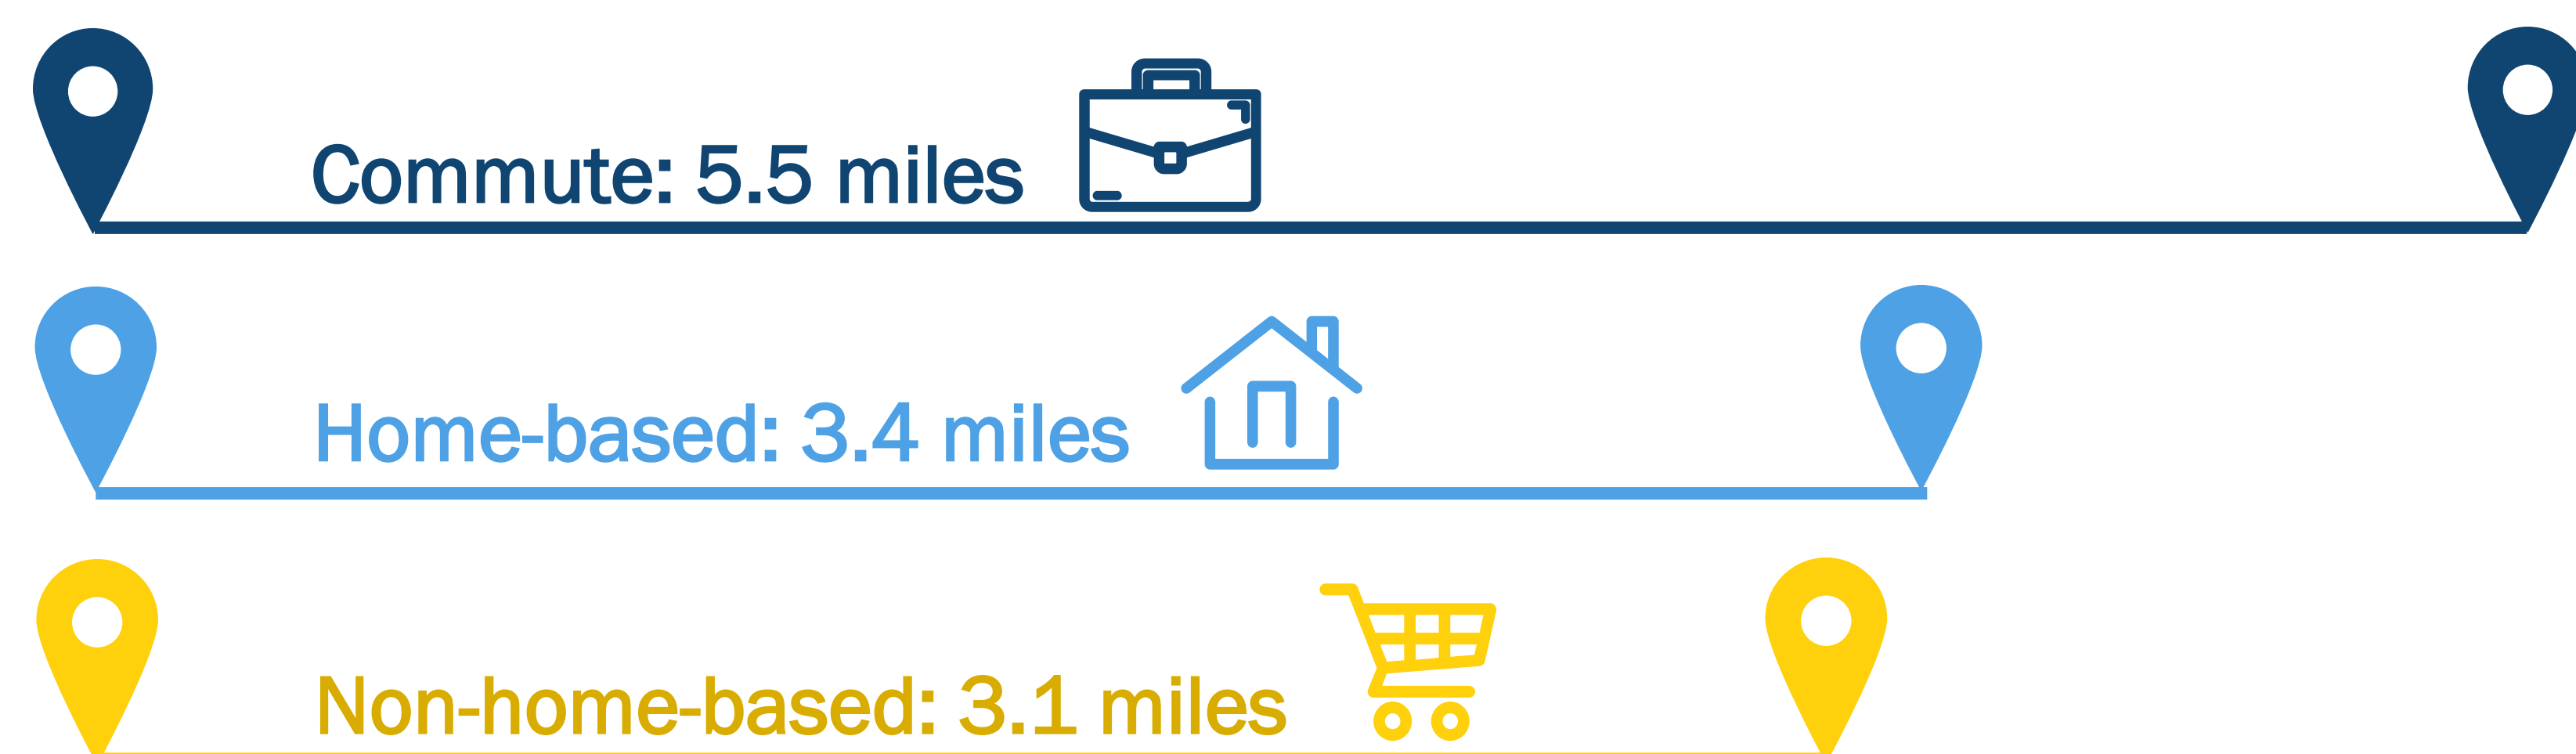 Commute: 5.5 miles
Home-based: 3.4 miles
Non-home-based: 3.1 miles